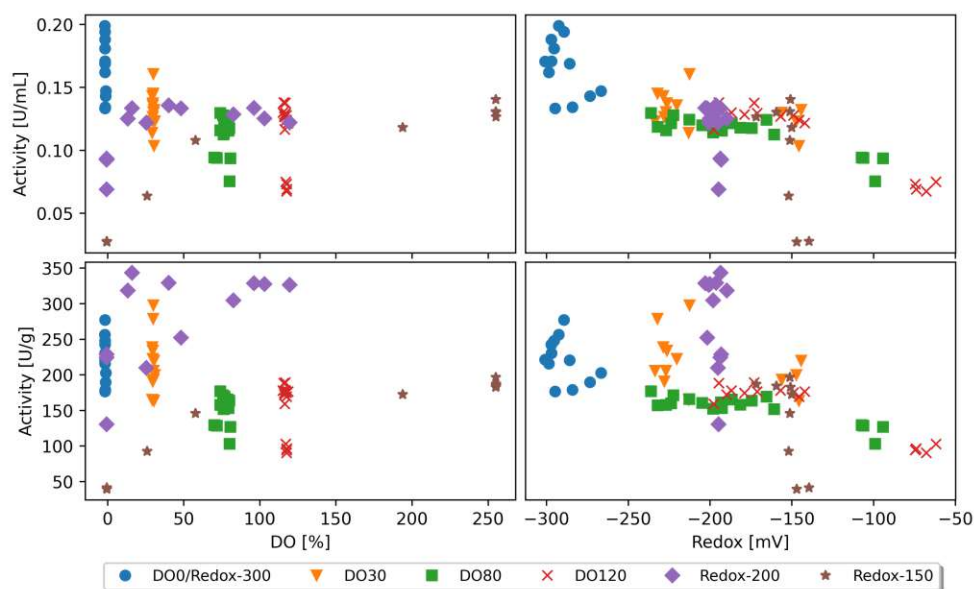 0.20
0.15
0.10
0.05
Activity [U/mL]
350
300
250
200
150
100
50
Activity [U/g]
0 50 100 150 200 250
DO [%]
−300 −250 −200 −150 −100 −50
Redox [mV]
DO0/Redox-300 DO30 DO80 DO120 Redox-200 Redox-150